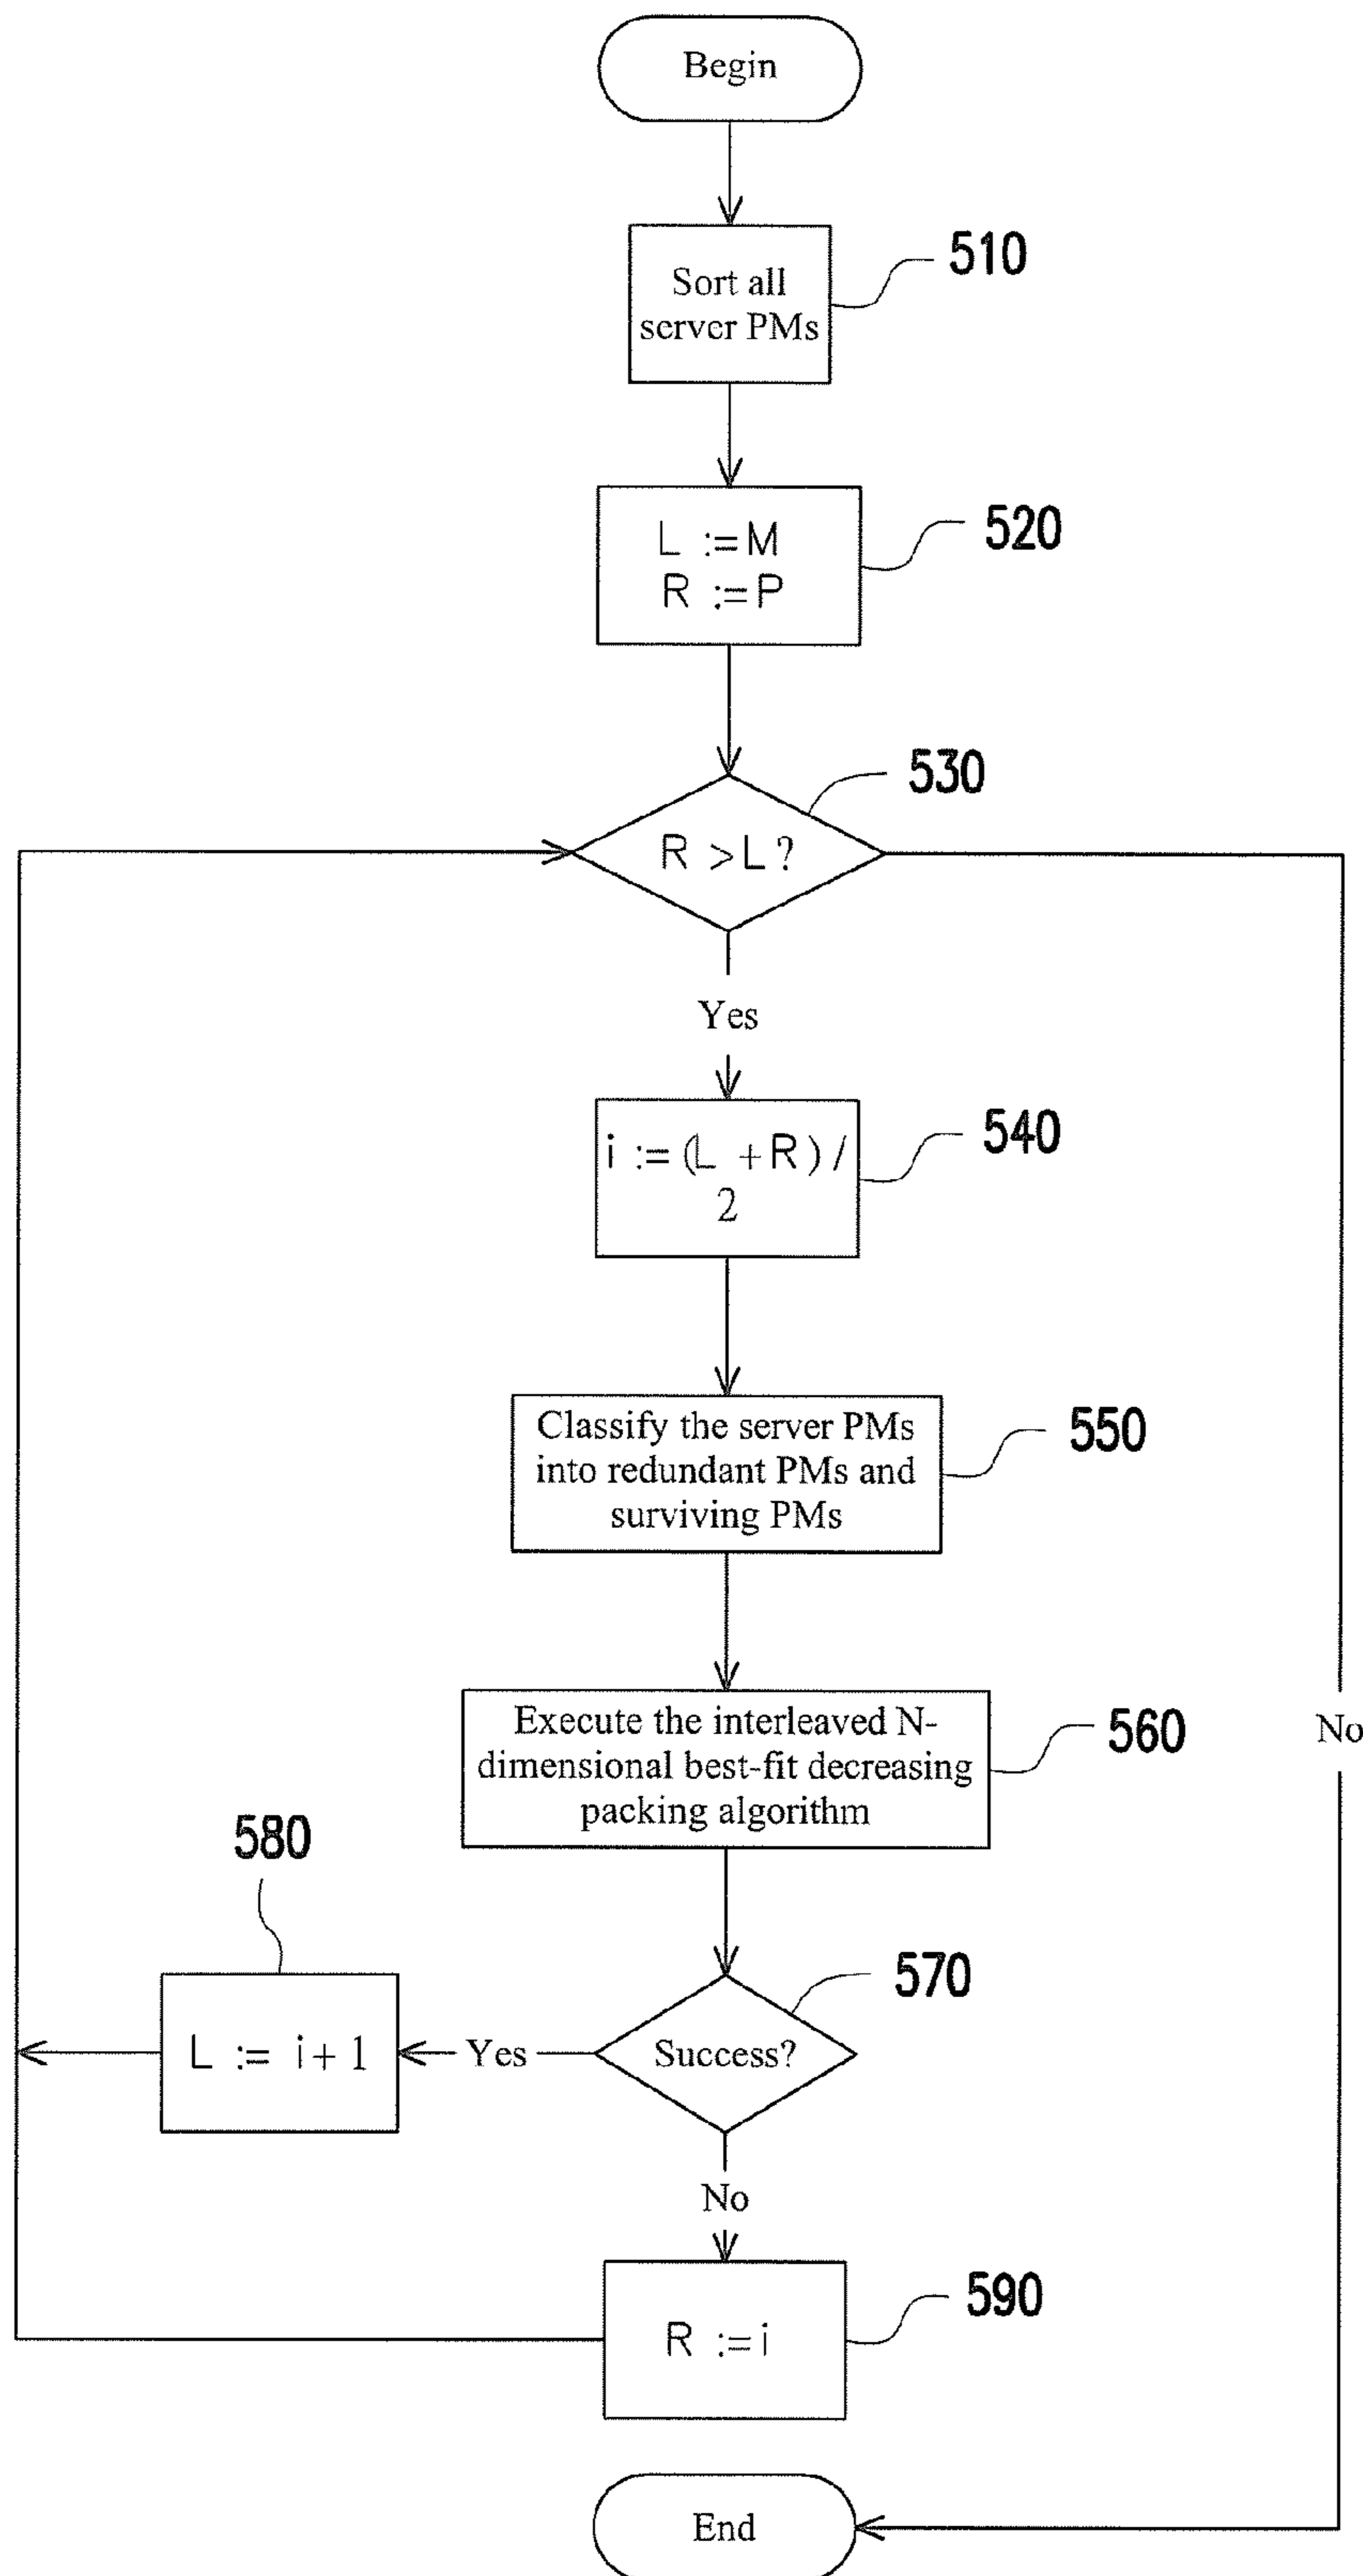 Begin
Sort all
server PMs
510
L := M
R := P
520
530
R > L ?
Yes
i := (L + R) /
2
540
Classify the server PMs
into redundant PMs and
surviving PMs
550
Execute the interleaved N-
dimensional best-fit decreasing
packing algorithm
560
No
580
570
L := i + 1
Yes
Success?
No
R := i
590
End